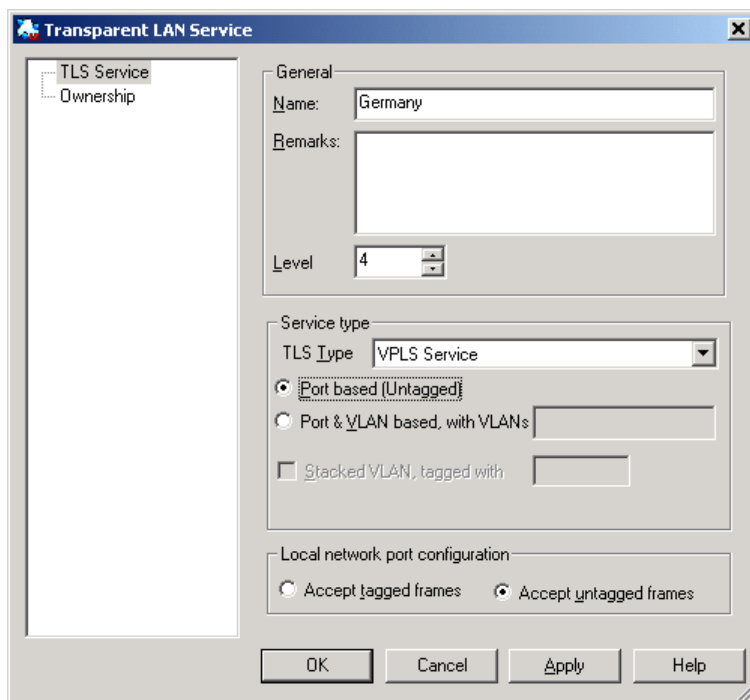 Transparent LAN Service
TLS Service
Ownership
General
Name:
Germany
Remarks:
Level
4
Service type
TLS Type
VPLS Service
Port based (Untagged)
Port & VLAN based, with VLANs
Stacked VLAN, tagged with
Local network port configuration
Accept tagged frames
Accept untagged frames
OK
Cancel
Apply
Help